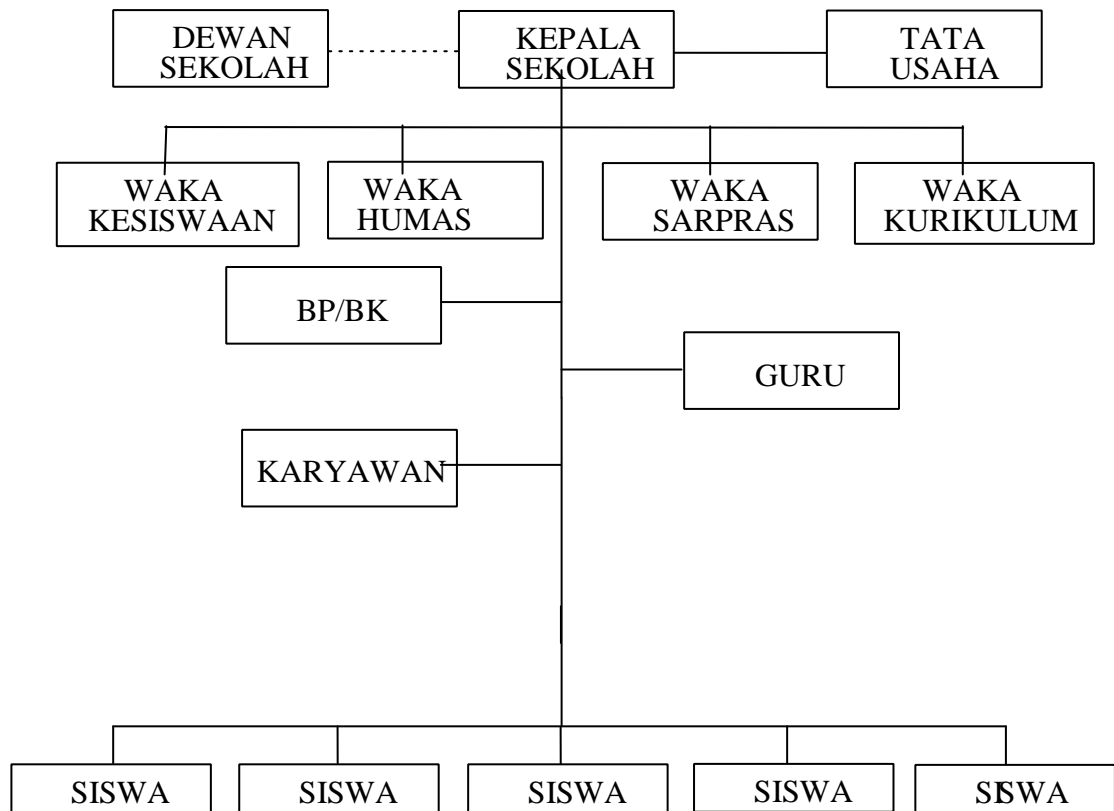 DEWAN
SEKOLAH
KEPALA
SEKOLAH
TATA
USAHA
WAKA
KESISWAAN
WAKA
HUMAS
WAKA
SARPRAS
WAKA
KURIKULUM
BP/BK
GURU
KARYAWAN
SISWA
SISWA
SISWA
SISWA
SISWA